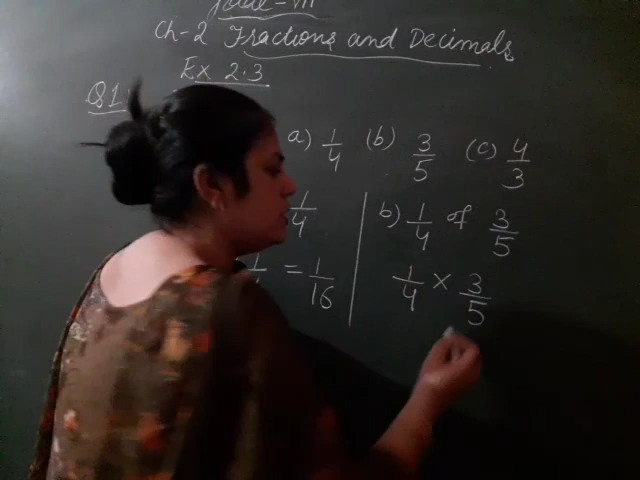 Ch-2 Fractions and Decimals
Ex 2.3
Q1
a) 1/4 (b) 3/5 (c) 4/3
1/4
= 1/16
b) 1/4 of 3/5
1/4 × 3/5